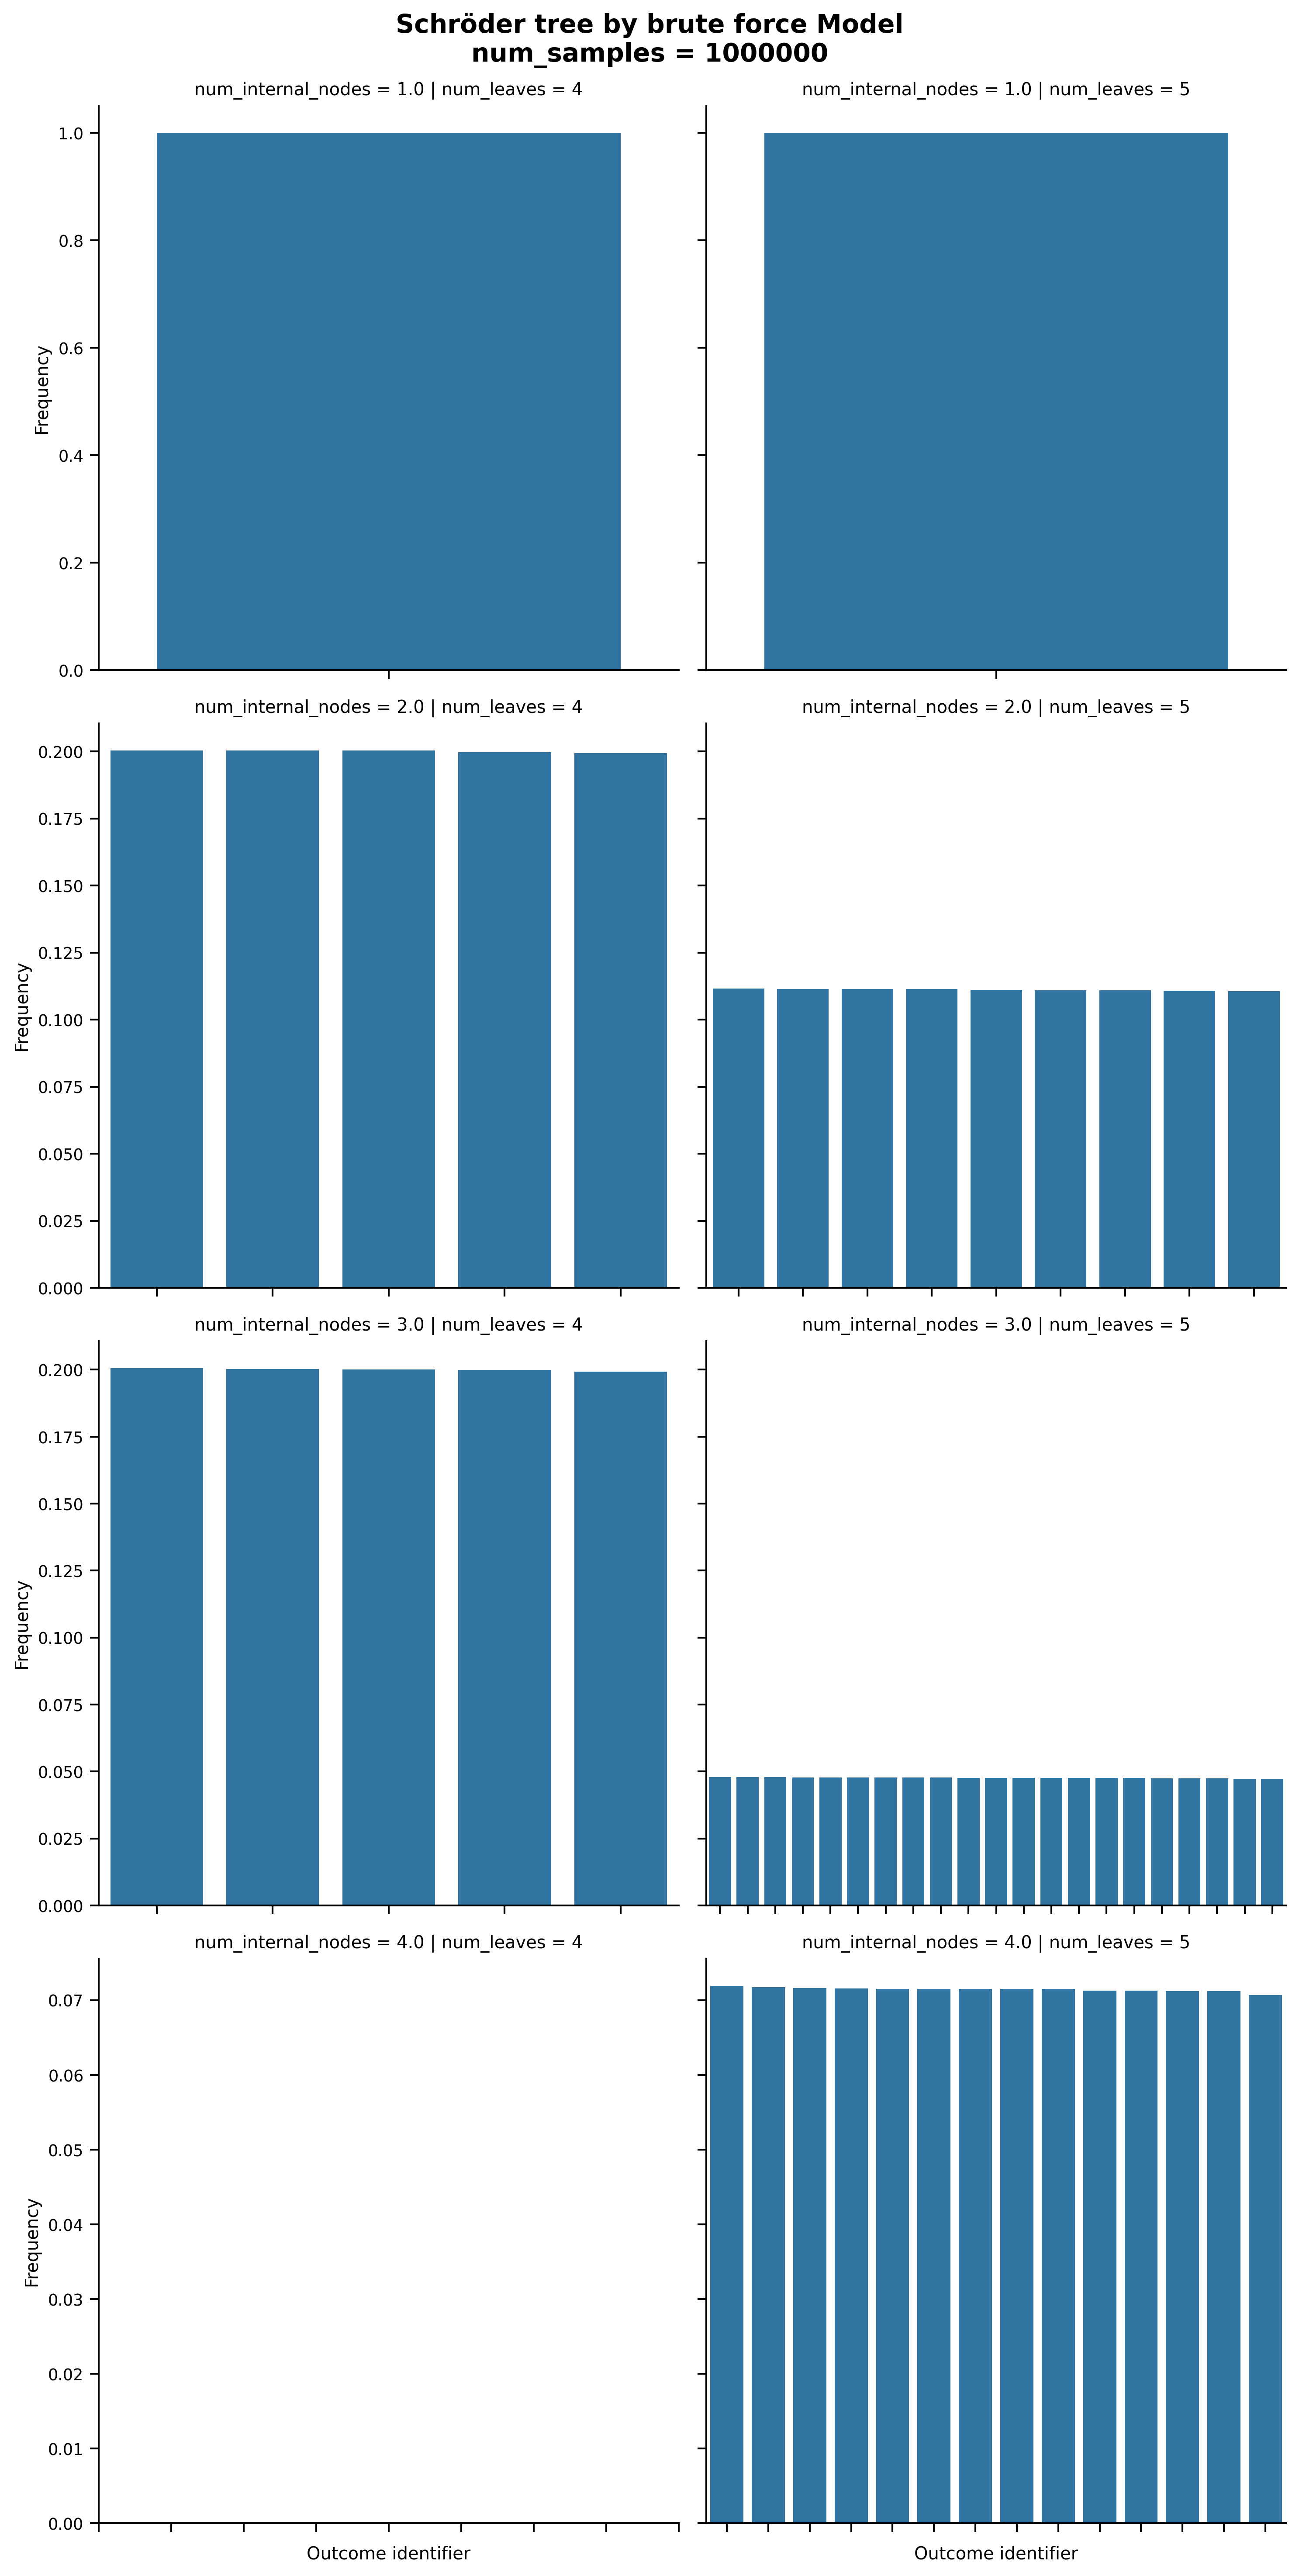 Schröder tree by brute force Model
num_samples = 1000000
num_internal_nodes = 1.0 | num_leaves = 4
num_internal_nodes = 1.0 | num_leaves = 5
1.0
0.8
0.6
0.4
0.2
0.0
Frequency
num_internal_nodes = 2.0 | num_leaves = 4
num_internal_nodes = 2.0 | num_leaves = 5
0.200
0.175
0.150
0.125
0.100
0.075
0.050
0.025
0.000
Frequency
num_internal_nodes = 3.0 | num_leaves = 4
num_internal_nodes = 3.0 | num_leaves = 5
0.200
0.175
0.150
0.125
0.100
0.075
0.050
0.025
0.000
Frequency
num_internal_nodes = 4.0 | num_leaves = 4
num_internal_nodes = 4.0 | num_leaves = 5
0.07
0.06
0.05
0.04
0.03
0.02
0.01
0.00
Frequency
Outcome identifier
Outcome identifier